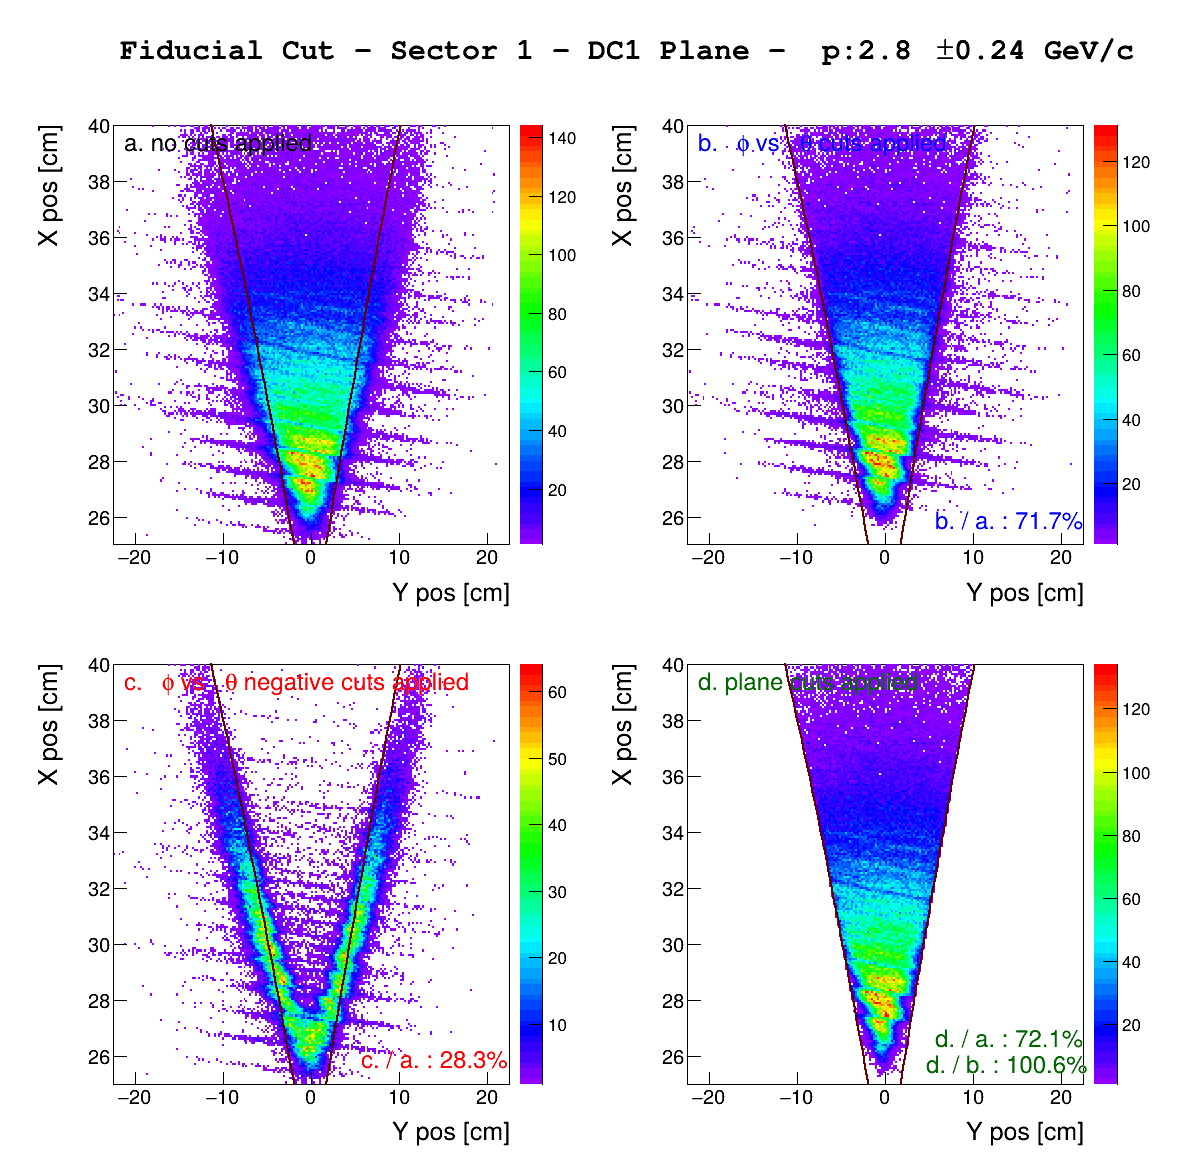 Fiducial Cut – Sector 1 – DC1 Plane – p:2.8 ±0.24 GeV/c
X pos [cm]
40
38
36
34
32
30
28
26
a. no cuts applied
−20 −10 0 10 20
Y pos [cm]
140
120
100
80
60
40
20
X pos [cm]
40
38
36
34
32
30
28
26
b. ϕ vs θ cuts applied
b. / a. : 71.7%
−20 −10 0 10 20
Y pos [cm]
120
100
80
60
40
20
X pos [cm]
40
38
36
34
32
30
28
26
c. ϕ vs θ negative cuts applied
c. / a. : 28.3%
−20 −10 0 10 20
Y pos [cm]
60
50
40
30
20
10
X pos [cm]
40
38
36
34
32
30
28
26
d. plane cuts applied
d. / a. : 72.1%
d. / b. : 100.6%
−20 −10 0 10 20
Y pos [cm]
120
100
80
60
40
20